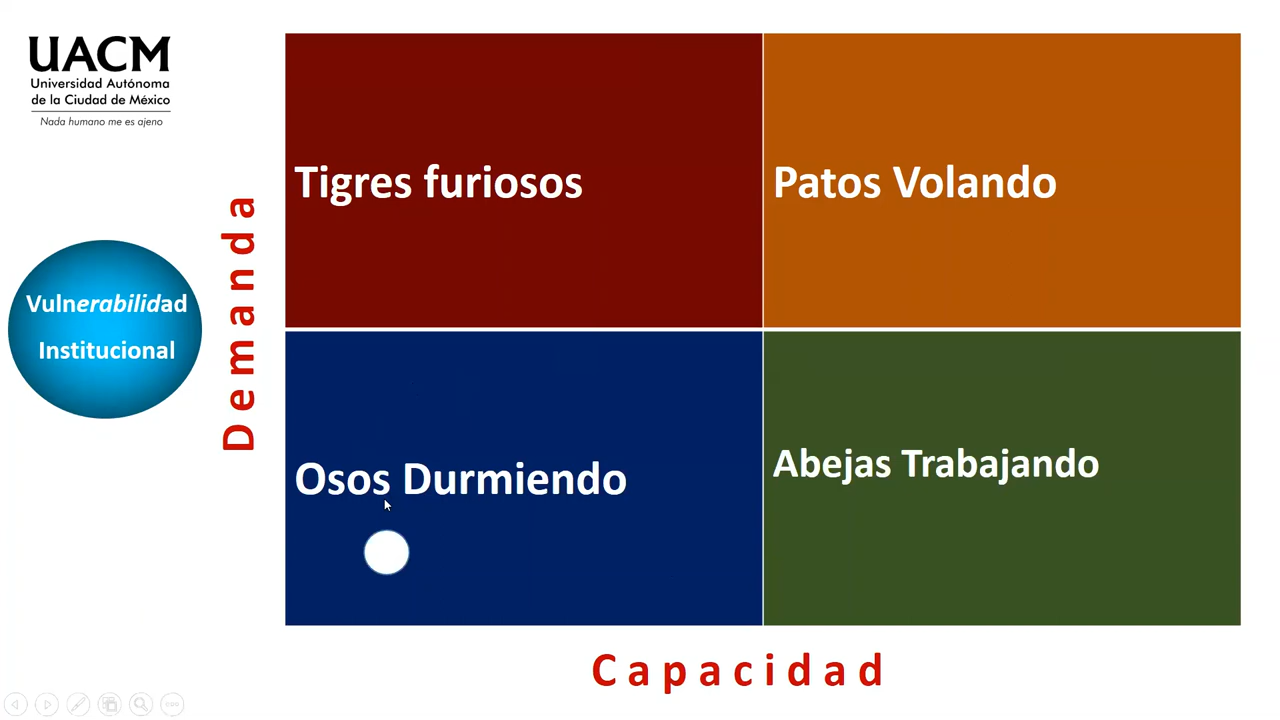 UACM
Universidad Autónoma
de la Ciudad de México
Nada humano me es ajeno
Vulnerabilidad
Institucional
Demanda
Tigres furiosos
Patos Volando
Osos Durmiendo
Abejas Trabajando
Capacidad